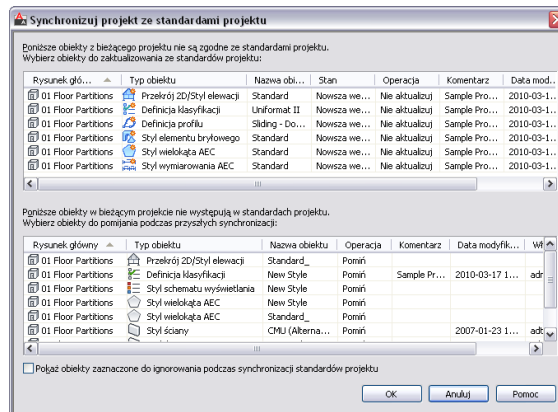 Synchronizuj projekt ze standardami projektu
Poniższe obiekty z bieżącego projektu nie są zgodne ze standardami projektu.
Wybierz obiekty do zaktualizowania ze standardów projektu:
Rysunek głó... Typ obiektu Nazwa obi... Stan Operacja Komentarz Data mod...
01 Floor Partitions Przekrój 2D/Styl elewacji Standard Nowsza we... Nie aktualizuj Sample Pro... 2010-03-1...
01 Floor Partitions Definicja klasyfikacji Uniformat II Nowsza we... Nie aktualizuj Sample Pro... 2010-03-1...
01 Floor Partitions Definicja profilu Sliding - Do... Nowsza we... Nie aktualizuj Sample Pro... 2010-03-1...
01 Floor Partitions Styl elementu bryłowego Standard Nowsza we... Nie aktualizuj Sample Pro... 2010-03-1...
01 Floor Partitions Styl wielokąta AEC Standard Nowsza we... Nie aktualizuj Sample Pro... 2010-03-1...
01 Floor Partitions Styl wymiarowania AEC Standard Nowsza we... Nie aktualizuj Sample Pro... 2010-03-1...
Poniższe obiekty w bieżącym projekcie nie występują w standardach projektu.
Wybierz obiekty do pomijania podczas przyszłych synchronizacji:
Rysunek główny Typ obiektu Nazwa obiektu Operacja Komentarz Data modyfik...
01 Floor Partitions Przekrój 2D/Styl elewacji Standard_ Pomiń
01 Floor Partitions Definicja klasyfikacji New Style Pomiń Sample Pr... 2010-03-17 1... adr
01 Floor Partitions Styl schematu wyświetlania New Style Pomiń
01 Floor Partitions Styl wielokąta AEC New Style Pomiń
01 Floor Partitions Styl wielokąta AEC Standard_ Pomiń
01 Floor Partitions Styl ściany CMU (Alterna... Pomiń 2007-01-23 1... adt
Pokaż obiekty zaznaczone do ignorowania podczas synchronizacji standardów projektu
OK Anuluj Pomoc